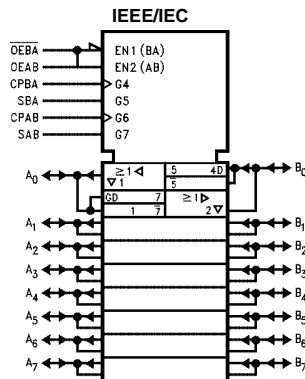 IEEE/IEC
OEBA EN1 (BA)
OEAB EN2 (AB)
CPBA G4
SBA G5
CPAB G6
SAB G7
A0 ≥1 5 4D B0
▽1 5
GD 7 ≥1
1 7 2▽
A1 B1
A2 B2
A3 B3
A4 B4
A5 B5
A6 B6
A7 B7